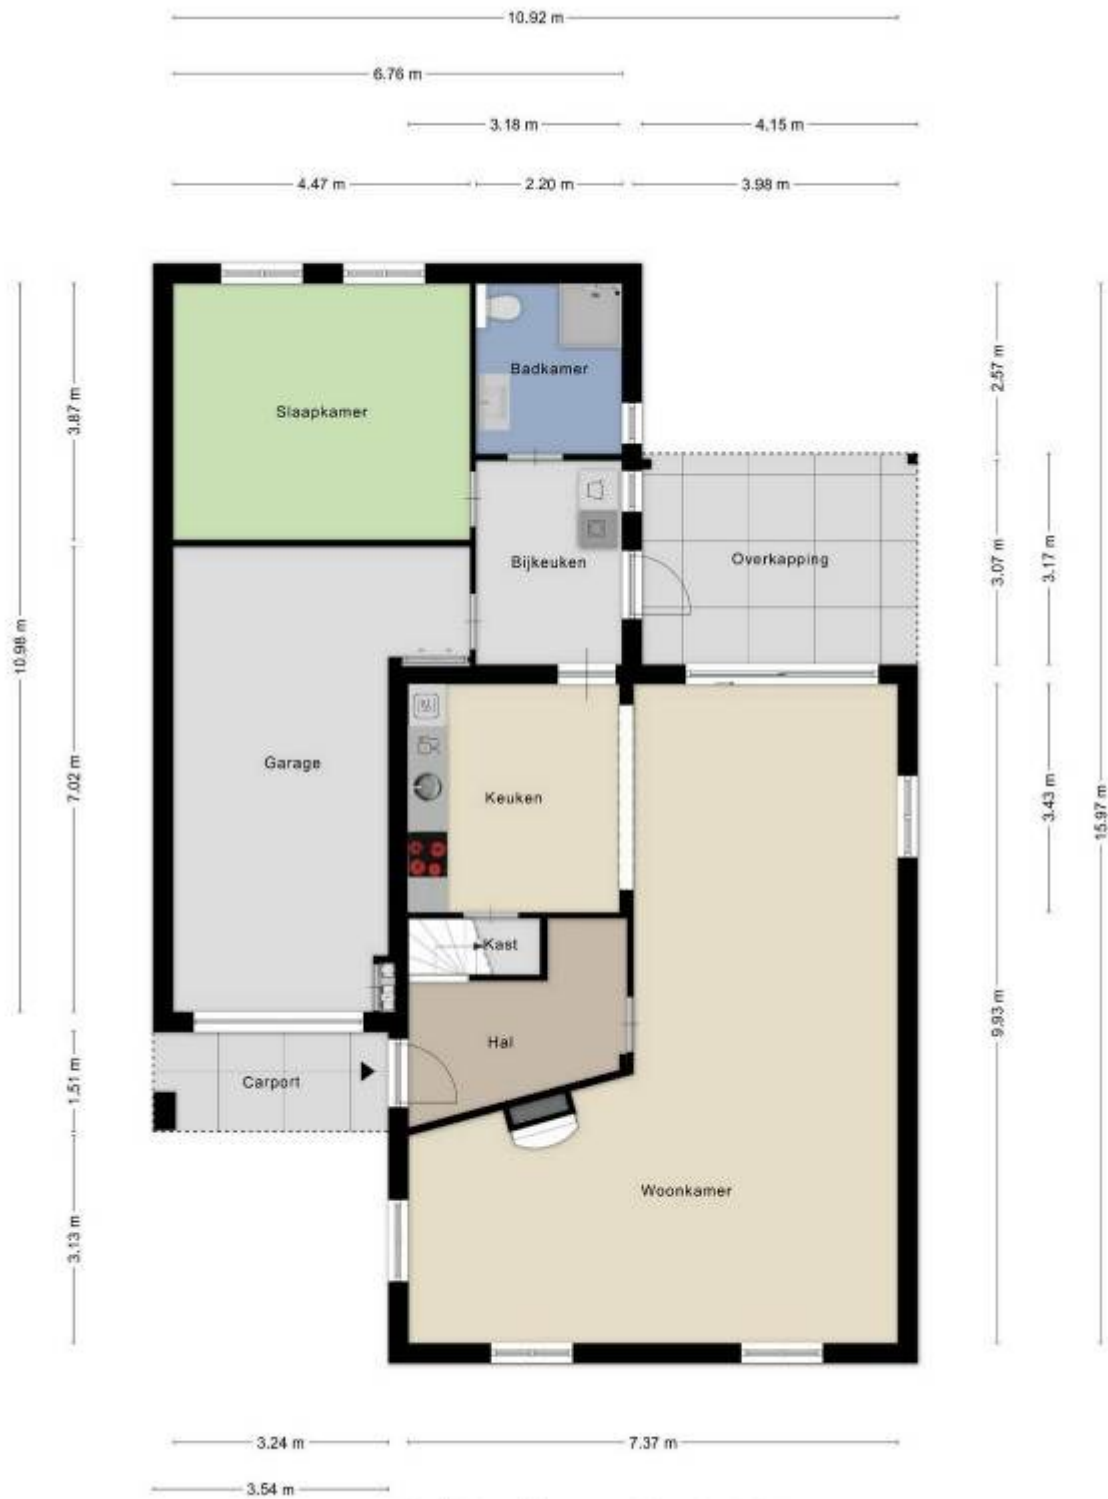 10.92 m
6.76 m
3.18 m
4.15 m
4.47 m
2.20 m
3.98 m
Slaapkamer
Badkamer
Bijkeuken
Overkapping
Garage
Keuken
Kast
Hal
Carport
Woonkamer
10.98 m
3.87 m
7.02 m
1.51 m
3.13 m
2.57 m
3.07 m
9.93 m
3.17 m
3.43 m
15.97 m
3.24 m
7.37 m
3.54 m